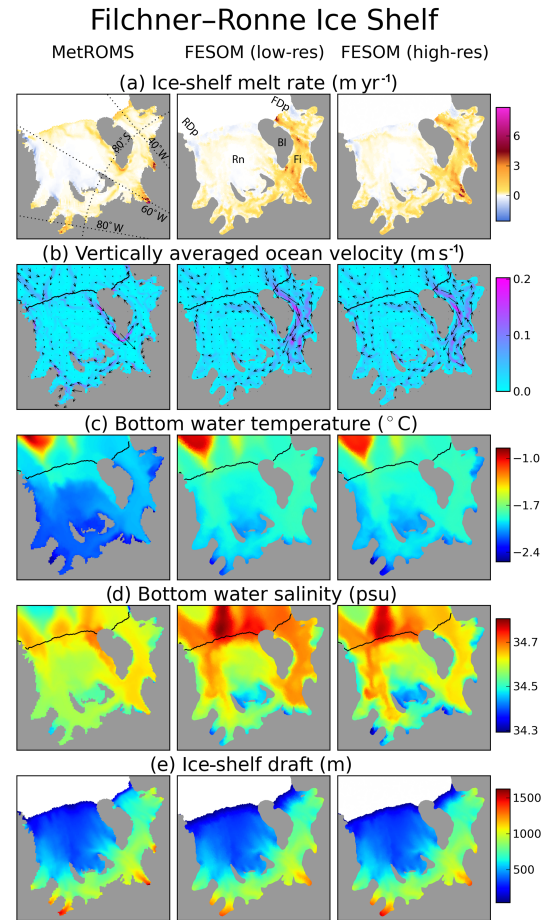 Filchner–Ronne Ice Shelf
MetROMS FESOM (low-res) FESOM (high-res)
(a) Ice-shelf melt rate (m yr⁻¹)
80°S
40°W
60°W
80°W
RDp
FDp
Rn
BI
Fi
6
3
0
−2
(b) Vertically averaged ocean velocity (m s⁻¹)
0.2
0.1
0.0
(c) Bottom water temperature (°C)
−1.0
−1.7
−2.4
(d) Bottom water salinity (psu)
34.7
34.5
34.3
(e) Ice-shelf draft (m)
1500
1000
500